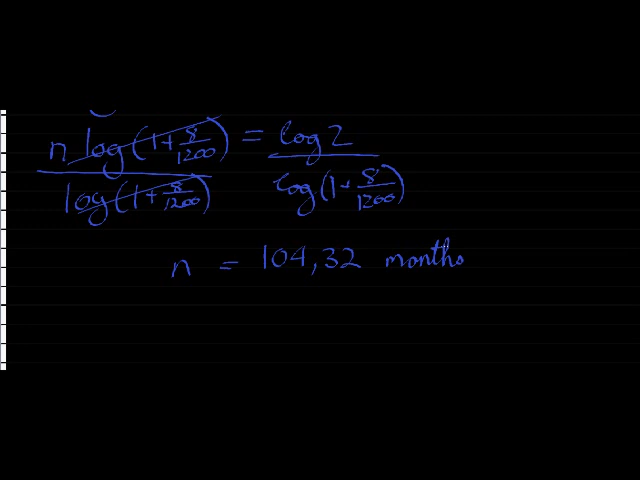 n log(1+8/1200) = log 2
log(1+8/1200) log(1+8/1200)
n = 104,32 months